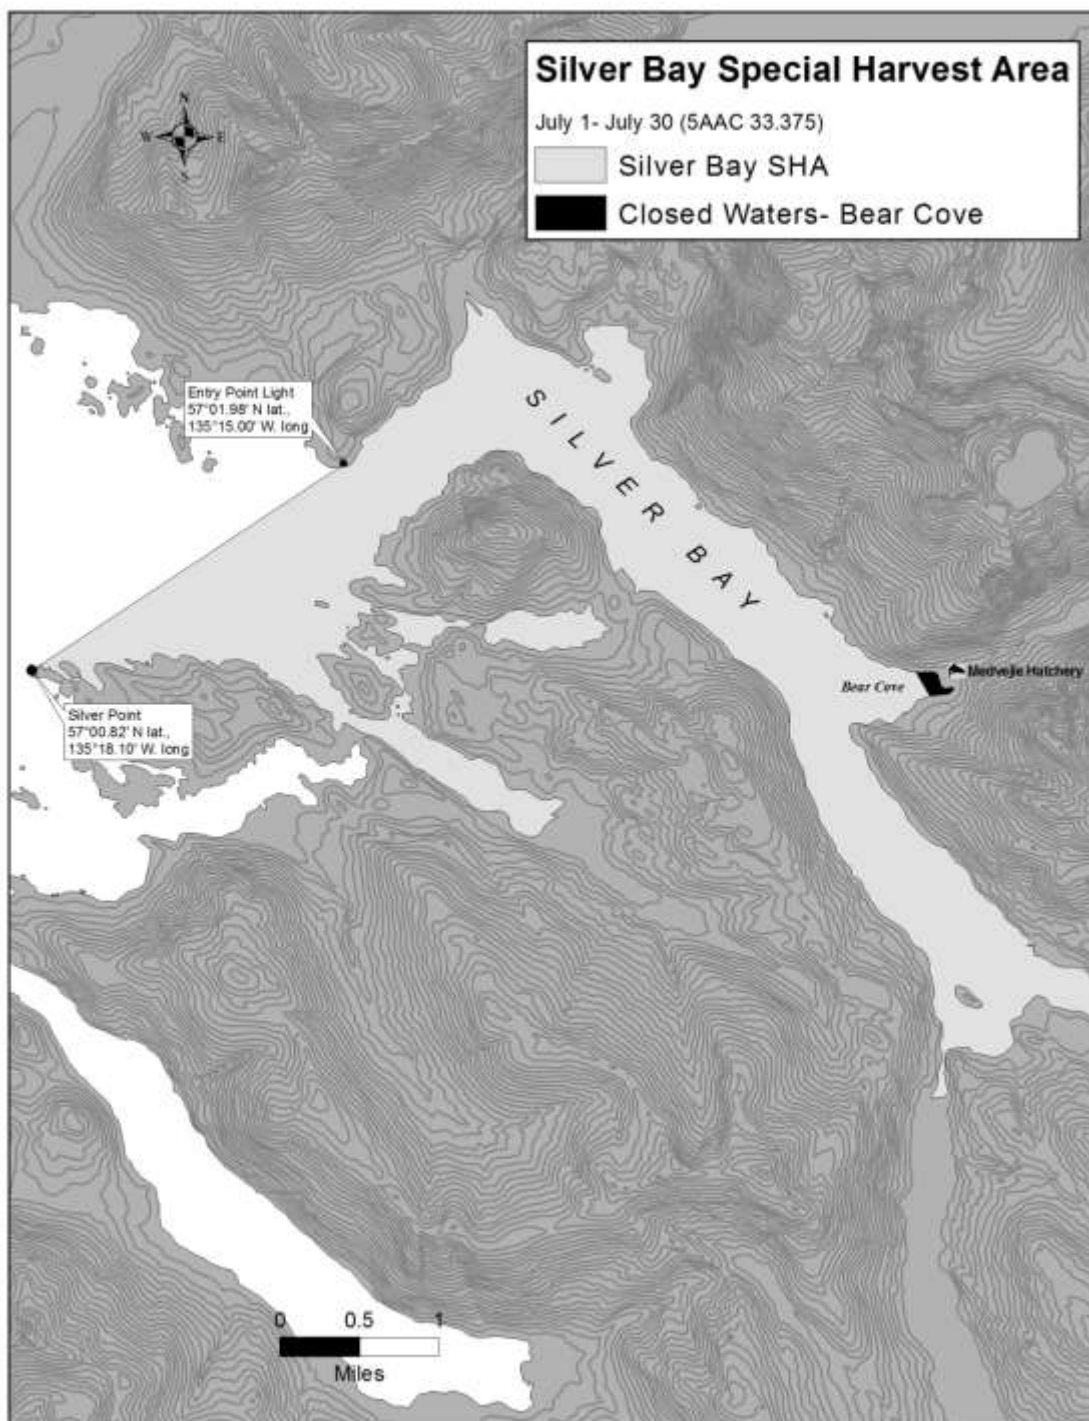 Silver Bay Special Harvest Area
July 1- July 30 (5AAC 33.375)
Silver Bay SHA
Closed Waters- Bear Cove
N
W E
S
Entry Point Light
57°01.98' N lat.,
135°15.00' W. long
SILVER BAY
Bear Cove
Medvejie Hatchery
Silver Point
57°00.82' N lat.,
135°18.10' W. long
0 0.5 1
Miles